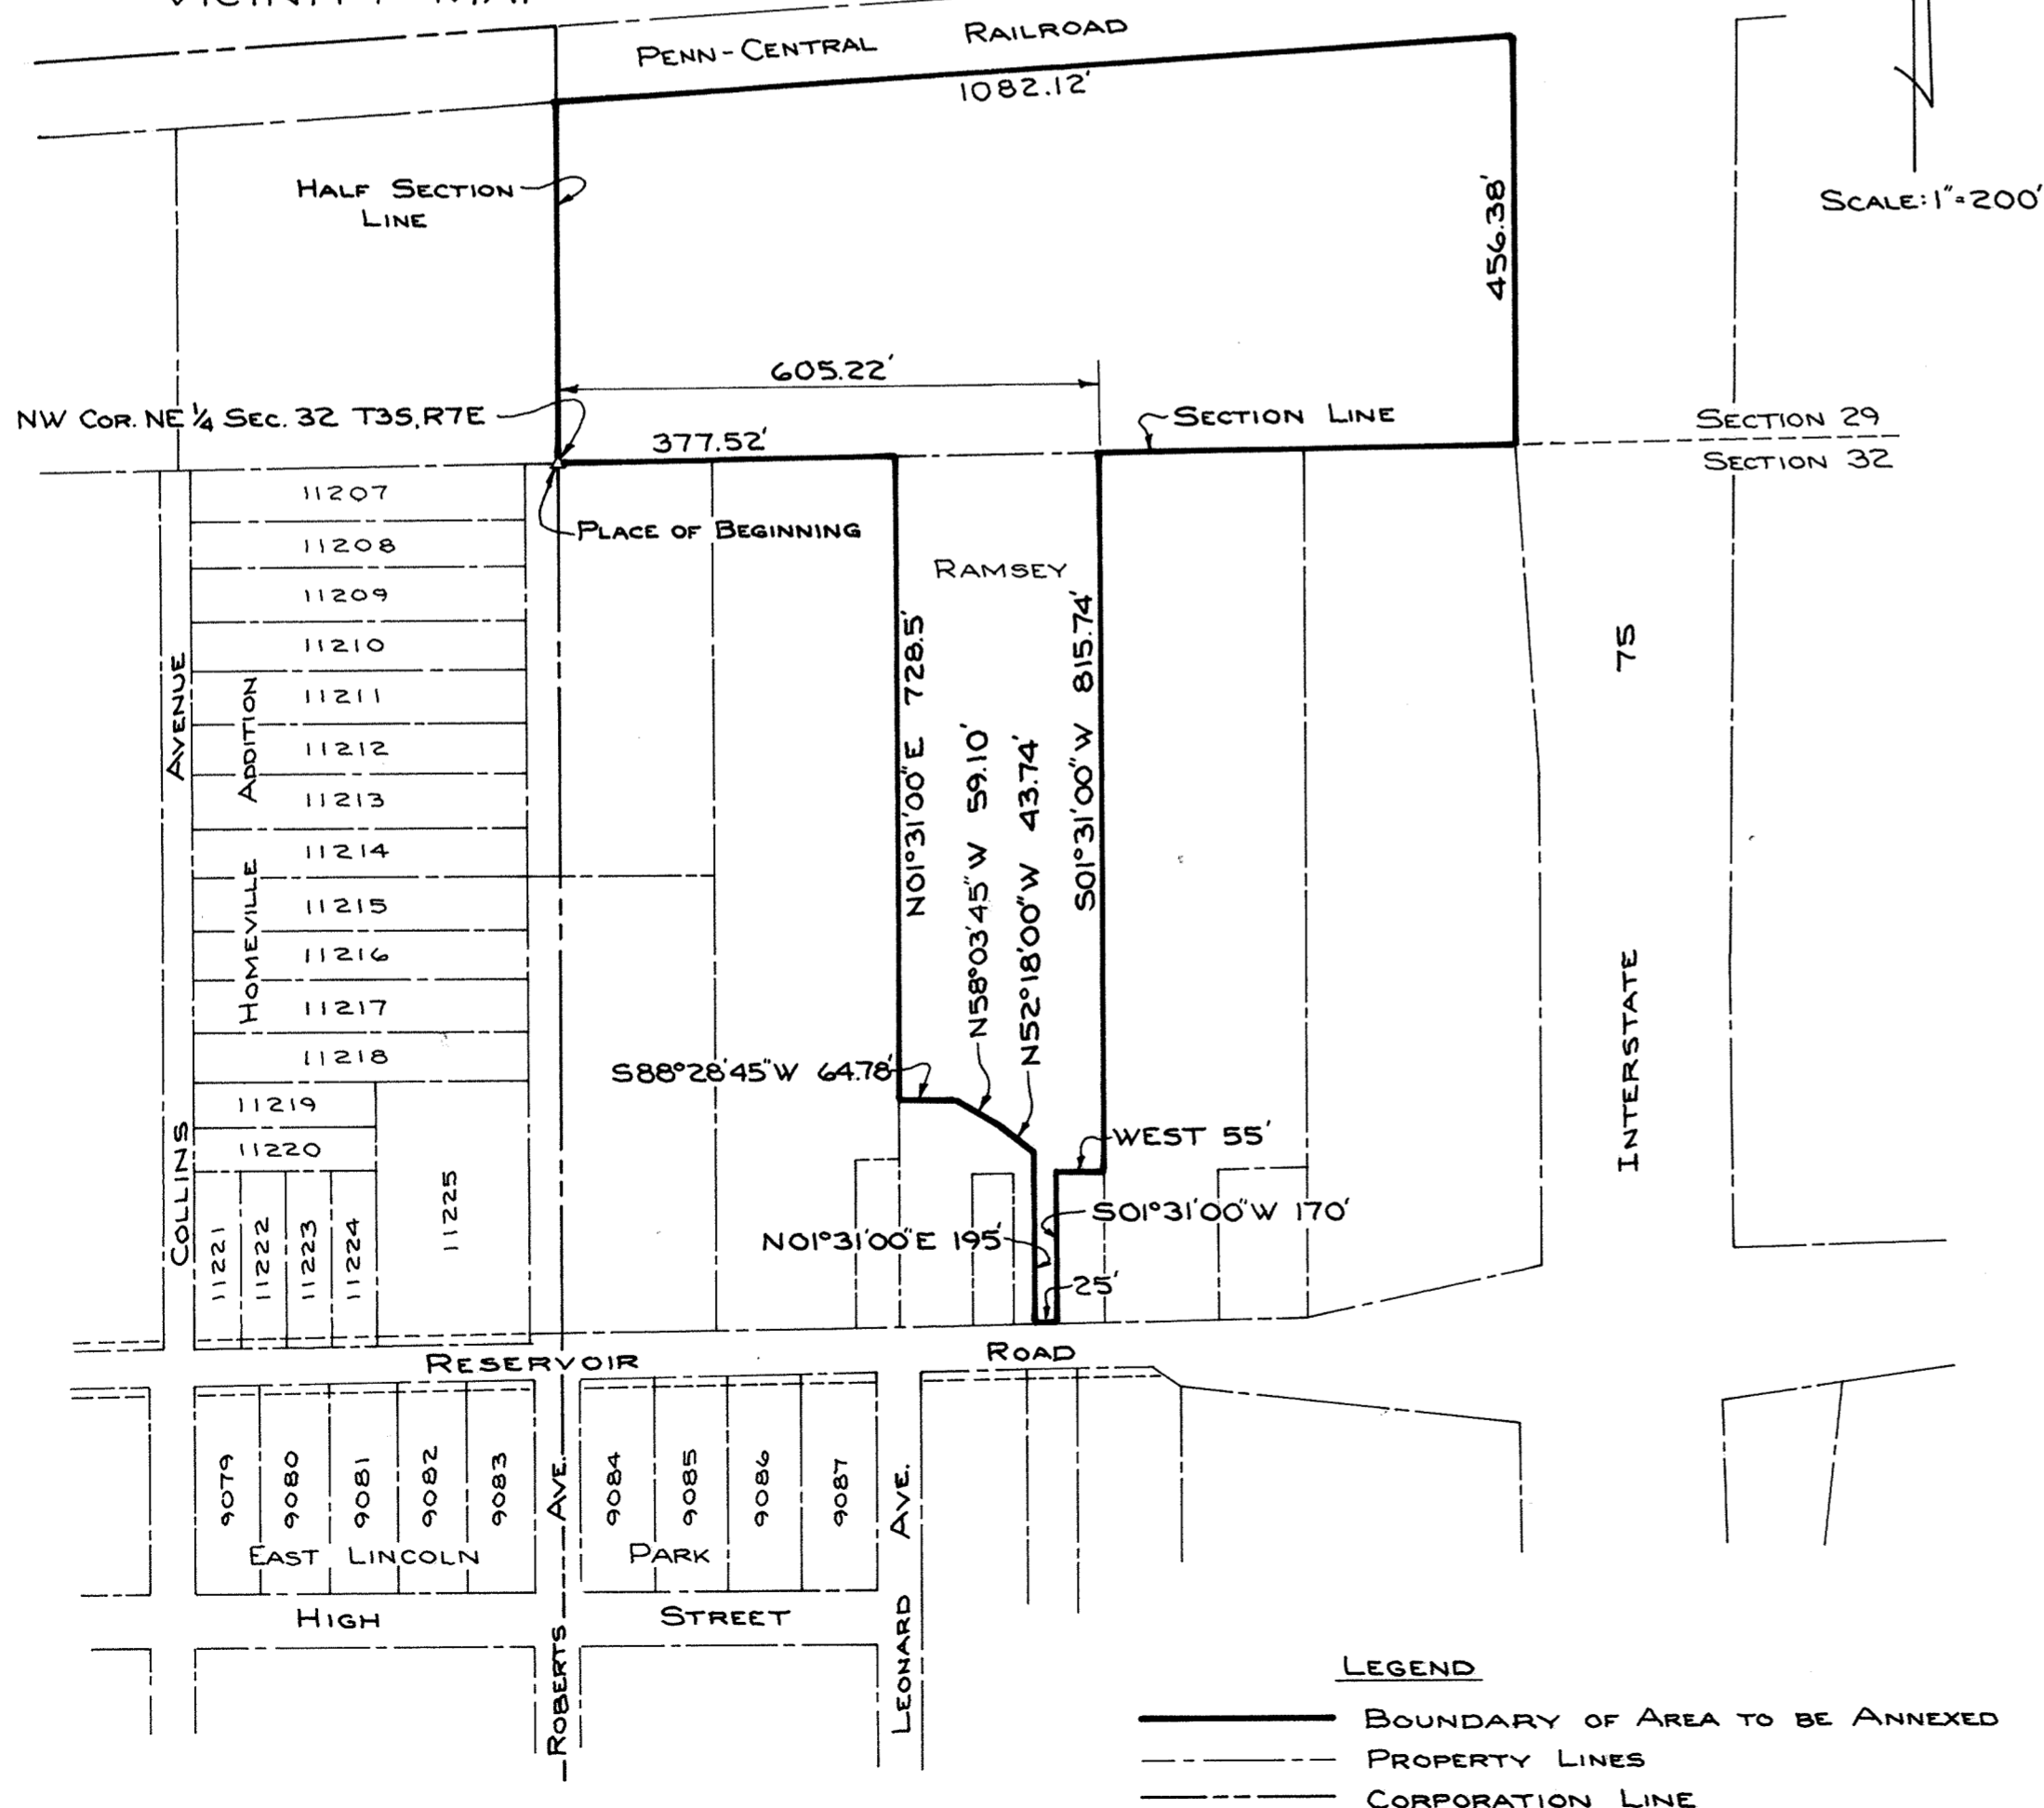 VICINITY MAP
PENN-CENTRAL RAILROAD
1082.12'
HALF SECTION
LINE
456.38'
SCALE: 1"=200'
605.22'
NW COR. NE ¼ SEC. 32 T3S, R7E
SECTION LINE
SECTION 29
377.52'
SECTION 32
11207
PLACE OF BEGINNING
11208
RAMSEY
11209
11210
11211
11212
11213
11214
11215
11216
11217
11218
11219
11220
11221
11222
11223
11224
11225
COLLINS AVENUE
HOMEVILLE ADDITION
N01°31'00"E 728.5'
N58°03'45"W 59.10'
N52°18'00"W 43.74'
S01°31'00"W 815.74'
INTERSTATE 75
S88°28'45"W 64.78'
WEST 55'
S01°31'00"W 170'
N01°31'00"E 195'
25'
RESERVOIR ROAD
9079
9080
9081
9082
9083
9084
9085
9086
9087
EAST LINCOLN PARK
ROBERTS AVE.
LEONARD AVE.
HIGH STREET
LEGEND
BOUNDARY OF AREA TO BE ANNEXED
PROPERTY LINES
CORPORATION LINE